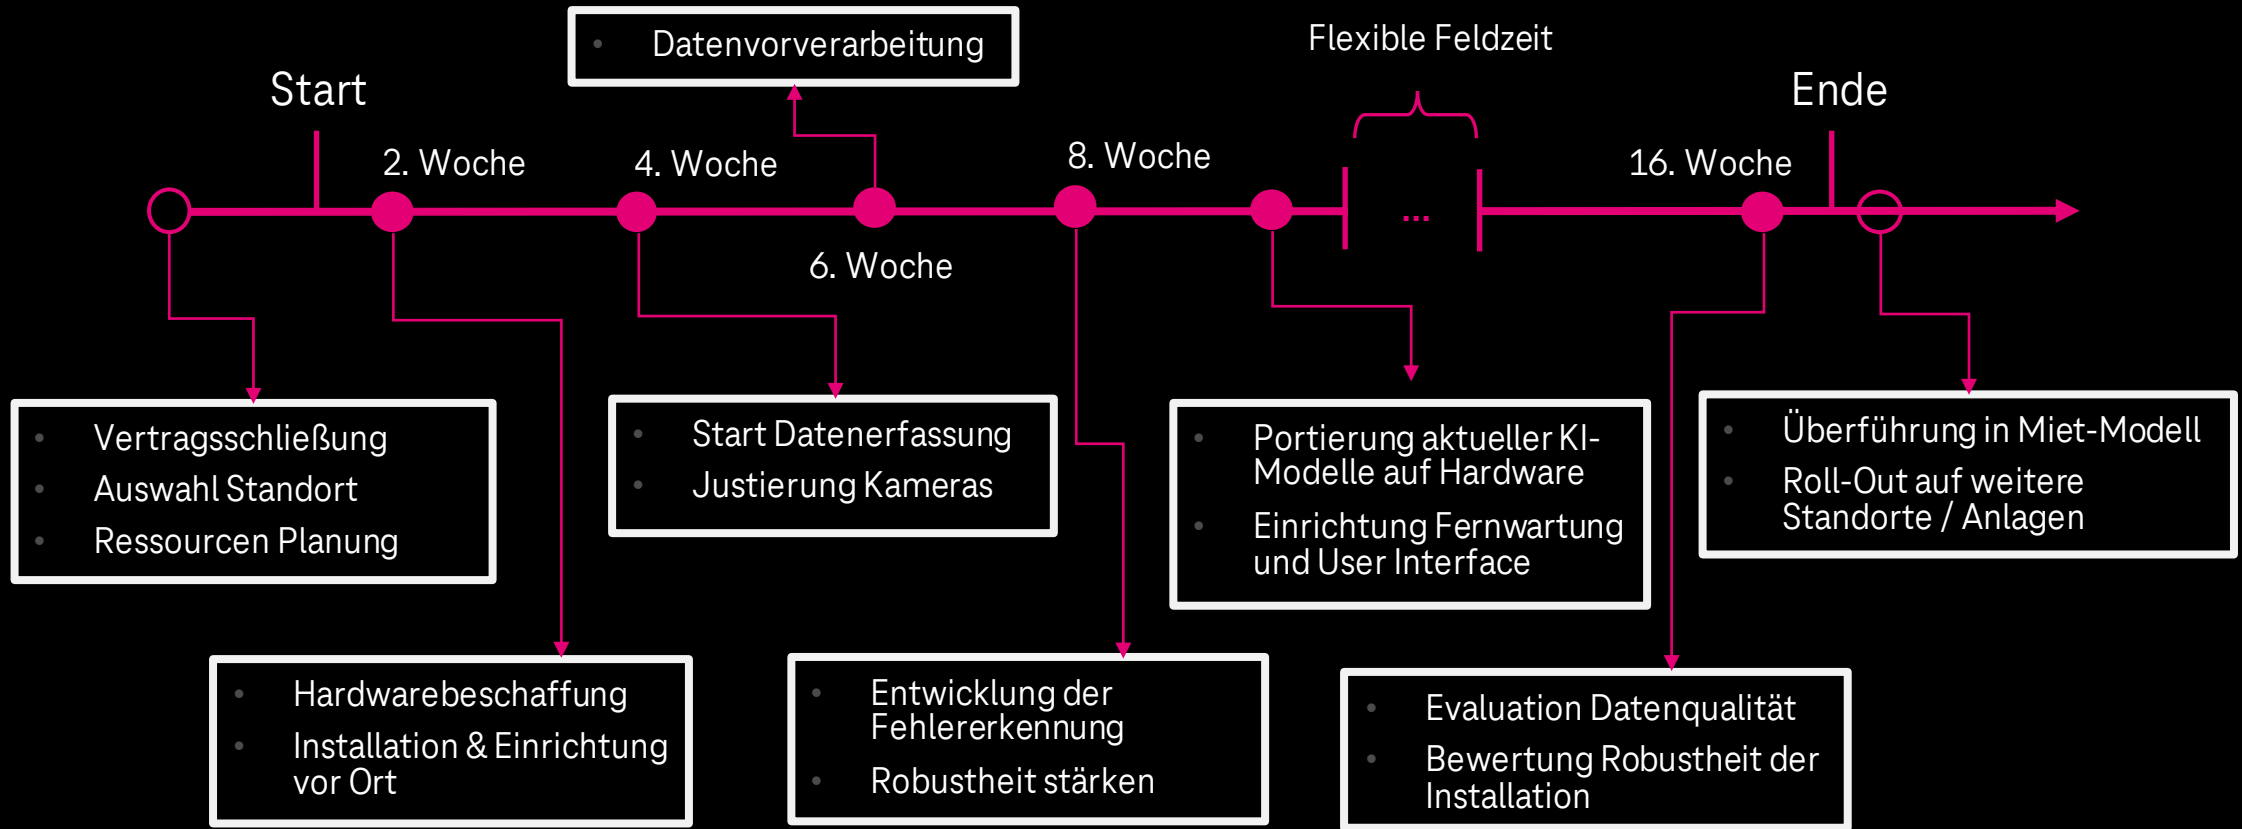 Datenvorverarbeitung
Flexible Feldzeit
Start
Ende
2. Woche
4. Woche
8. Woche
16. Woche
...
6. Woche
Vertragsschließung
Auswahl Standort
Ressourcen Planung
Start Datenerfassung
Justierung Kameras
Portierung aktueller KI-
Modelle auf Hardware
Einrichtung Fernwartung
und User Interface
Überführung in Miet-Modell
Roll-Out auf weitere
Standorte / Anlagen
Hardwarebeschaffung
Installation & Einrichtung
vor Ort
Entwicklung der
Fehlererkennung
Robustheit stärken
Evaluation Datenqualität
Bewertung Robustheit der
Installation